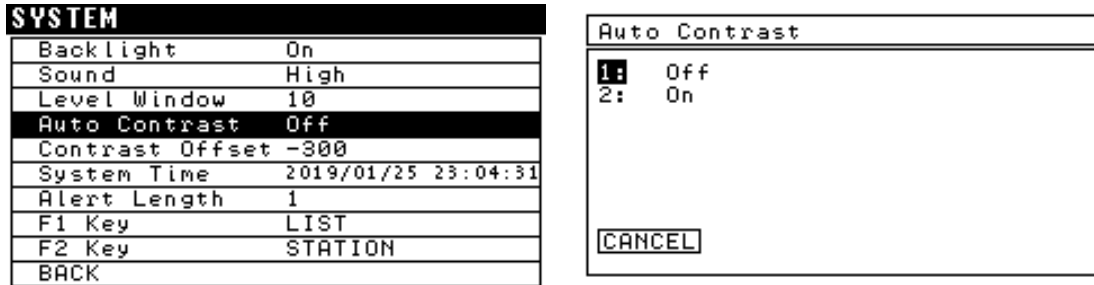 SYSTEM
Backlight On
Sound High
Level Window 10
Auto Contrast Off
Contrast Offset -300
System Time 2019/01/25 23:04:31
Alert Length 1
F1 Key LIST
F2 Key STATION
BACK
Auto Contrast
1: Off
2: On
CANCEL